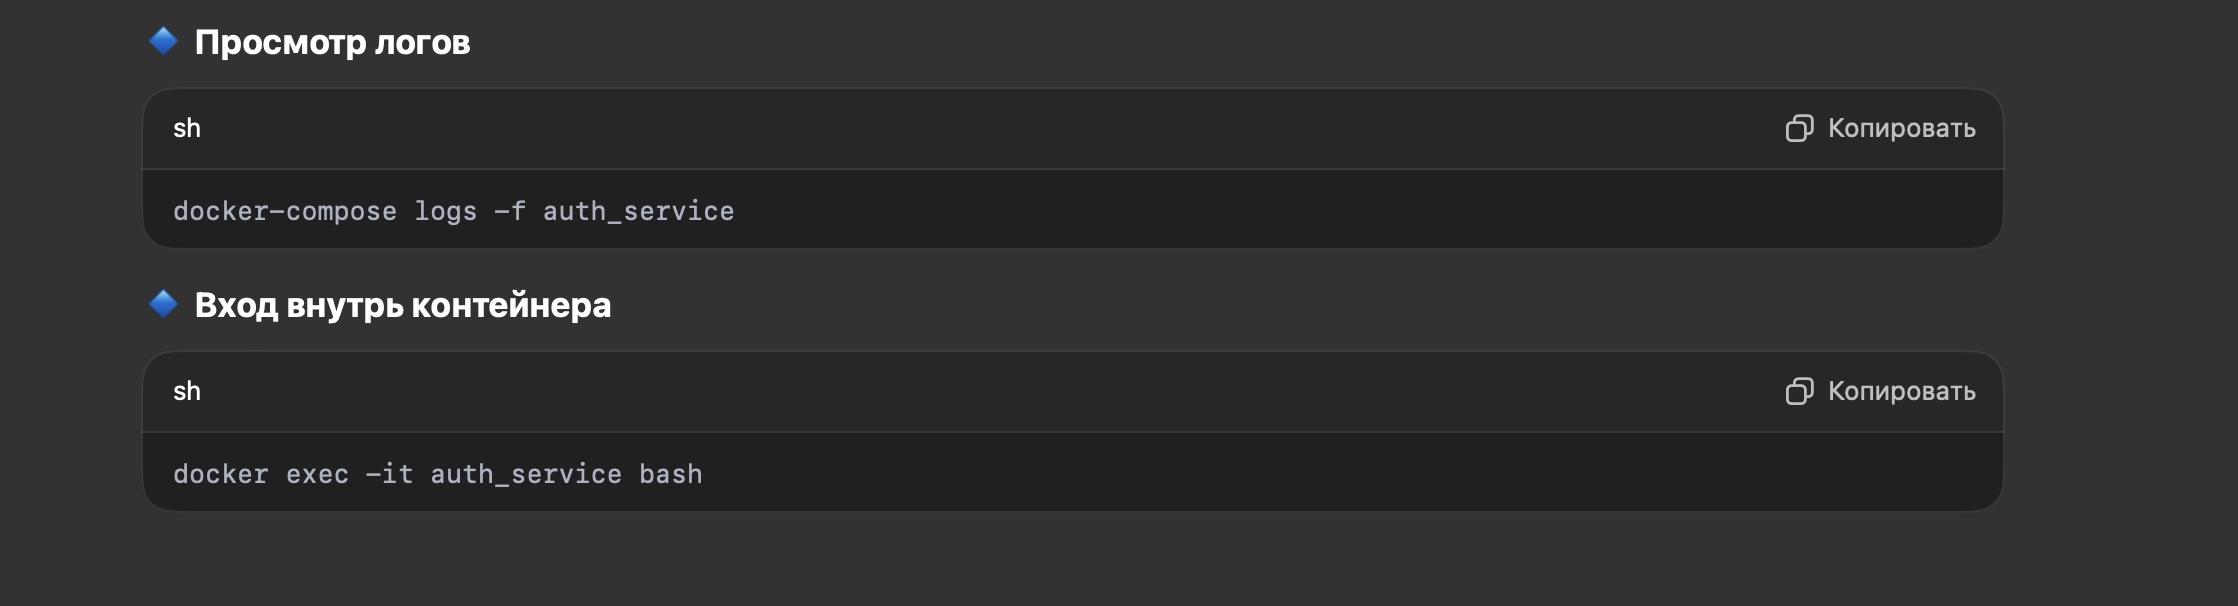 Просмотр логов
sh
Копировать
docker-compose logs -f auth_service
Вход внутрь контейнера
sh
Копировать
docker exec -it auth_service bash